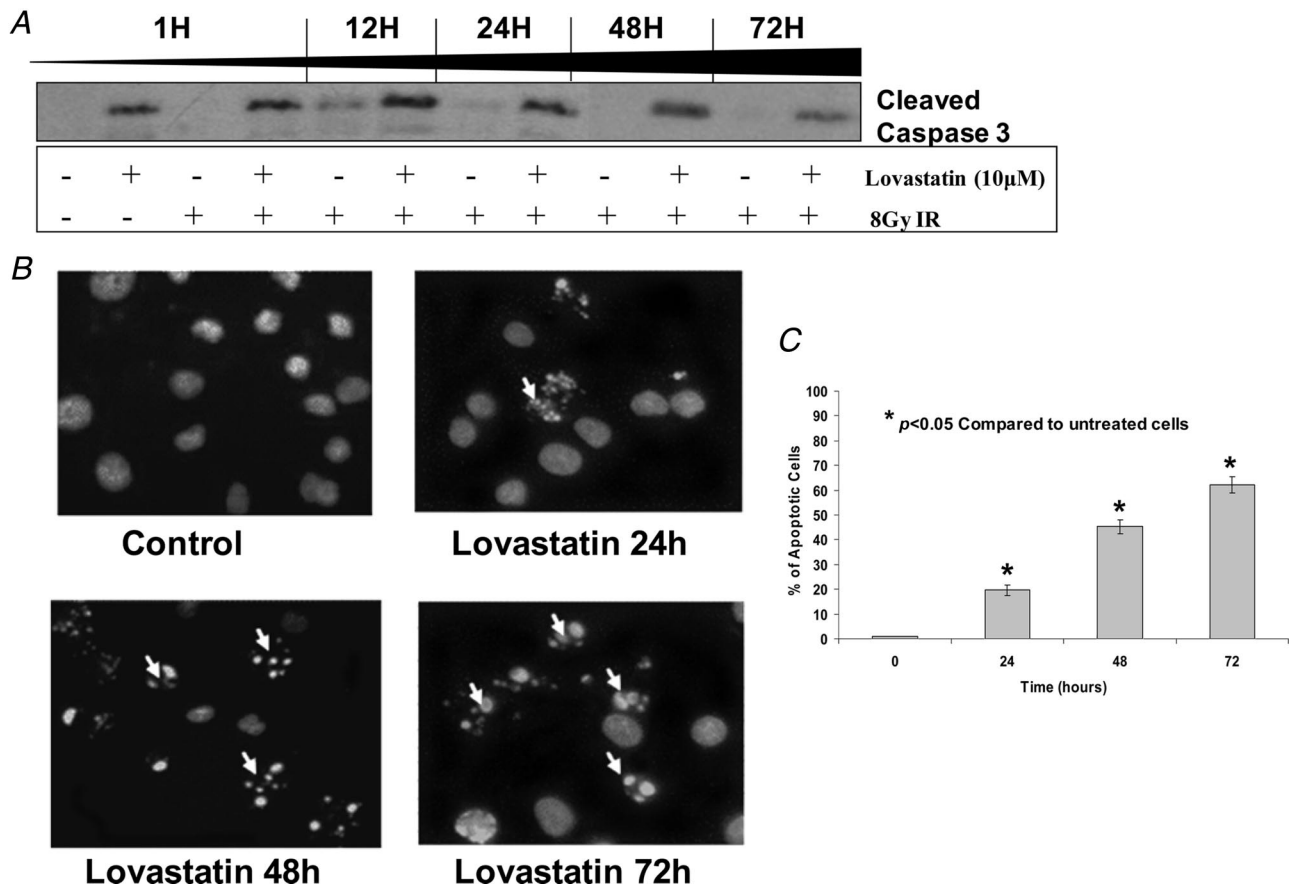 A
1H 12H 24H 48H 72H
Cleaved
Caspase 3
- + - + - + - + - + - + Lovastatin (10µM)
- - + + + + + + + + + + 8Gy IR
B
Control
Lovastatin 24h
Lovastatin 48h
Lovastatin 72h
C
* p<0.05 Compared to untreated cells
% of Apoptotic Cells
100
90
80
70
60
50
40
30
20
10
0
* * *
0 24 48 72
Time (hours)